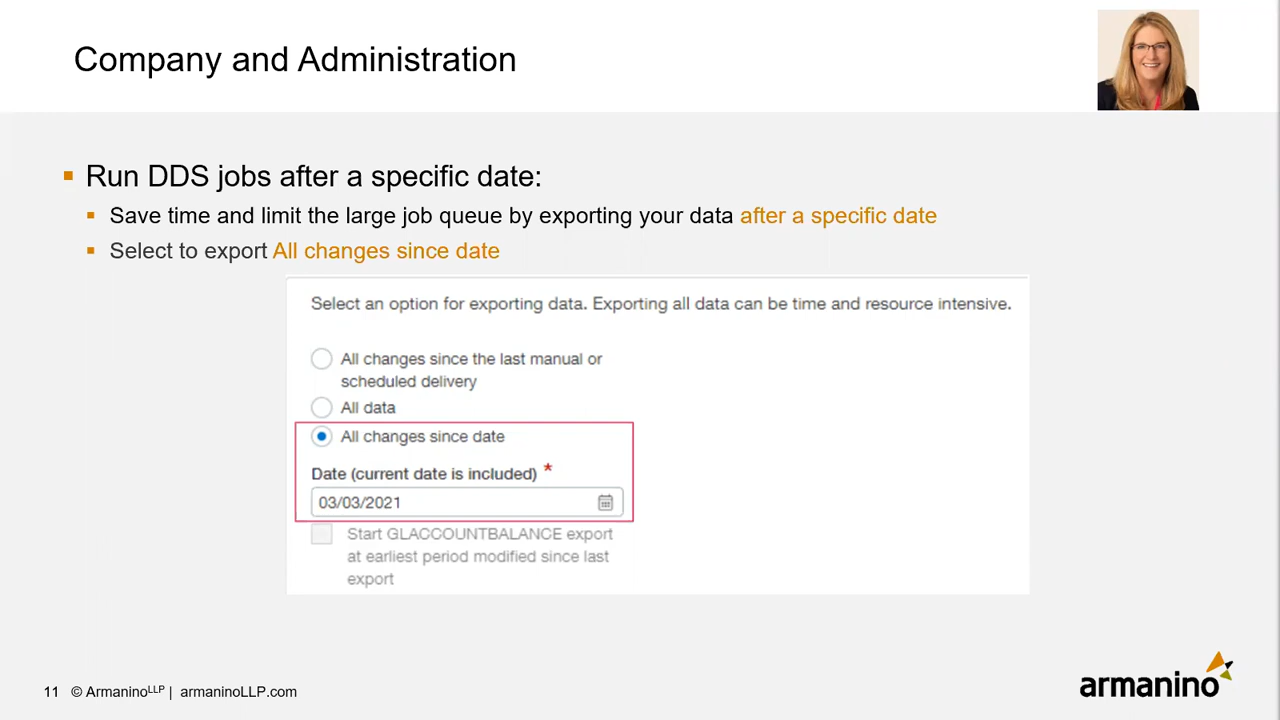 Company and Administration
Run DDS jobs after a specific date:
Save time and limit the large job queue by exporting your data after a specific date
Select to export All changes since date
Select an option for exporting data. Exporting all data can be time and resource intensive.
All changes since the last manual or
scheduled delivery
All data
All changes since date
Date (current date is included) *
03/03/2021
Start GLACCOUNTBALANCE export
at earliest period modified since last
export
11 © Armanino LLP | armaninoLLP.com
armanino